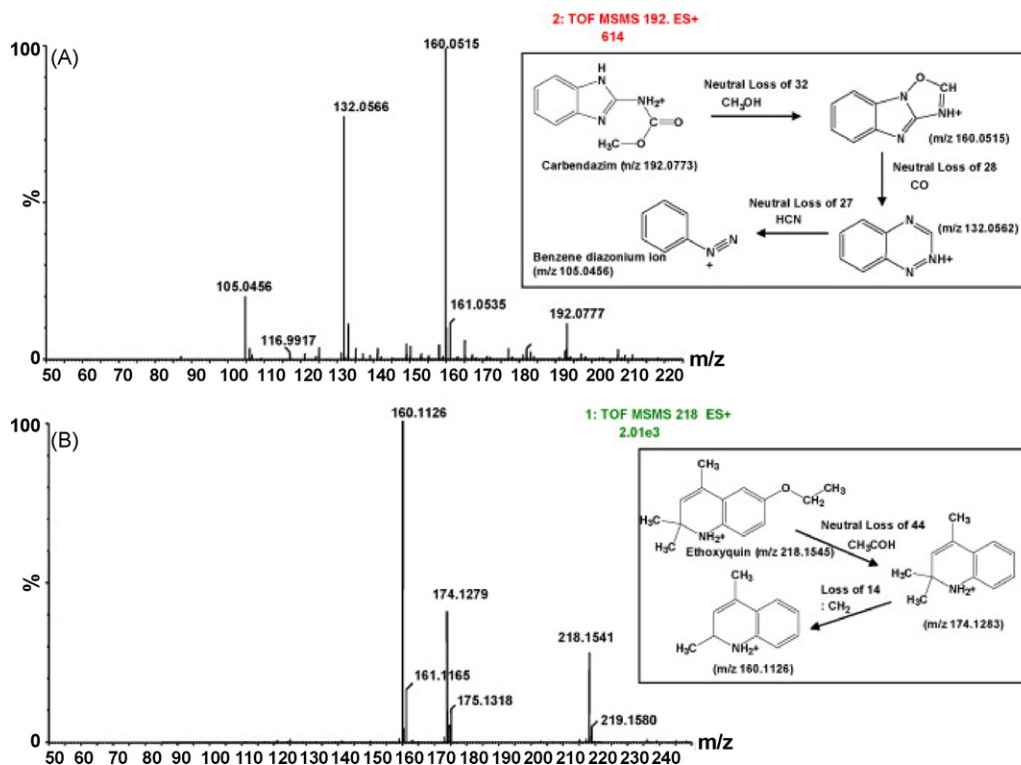 2: TOF MSMS 192. ES+
614
(A)
100
%
0
160.0515
132.0566
105.0456
116.9917
161.0535
192.0777
50 60 70 80 90 100 110 120 130 140 150 160 170 180 190 200 210 220
m/z
H
N
N
NH2+
O
O
H3C
Carbendazim (m/z 192.0773)
Neutral Loss of 32
CH3OH
O
CH
N
NH+
N
(m/z 160.0515)
Neutral Loss of 28
CO
N
N
NH+
(m/z 132.0562)
Neutral Loss of 27
HCN
N
N
+
Benzene diazonium ion
(m/z 105.0456)
1: TOF MSMS 218 ES+
2.01e3
(B)
100
%
0
160.1126
174.1279
161.1165
175.1318
218.1541
219.1580
50 60 70 80 90 100 110 120 130 140 150 160 170 180 190 200 210 220 230 240
m/z
CH3
O
CH3
CH2
H3C
CH3
NH2+
Ethoxyquin (m/z 218.1545)
Neutral Loss of 44
CH3COH
CH3
H3C
H3C
NH2+
(m/z 174.1283)
Loss of 14
: CH2
CH3
H3C
NH2+
(m/z 160.1126)